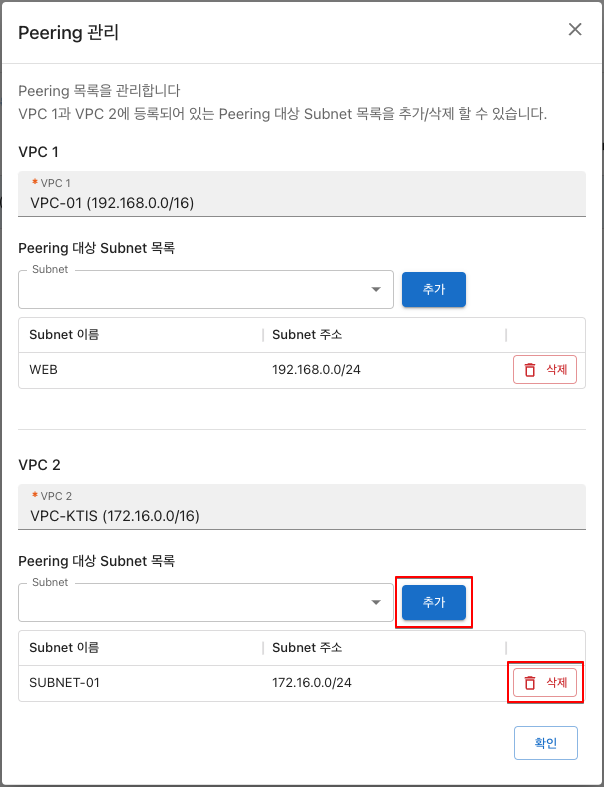 Peering 관리
Peering 목록을 관리합니다
VPC 1과 VPC 2에 등록되어 있는 Peering 대상 Subnet 목록을 추가/삭제 할 수 있습니다.
VPC 1
* VPC 1
VPC-01 (192.168.0.0/16)
Peering 대상 Subnet 목록
Subnet
추가
Subnet 이름 Subnet 주소
WEB 192.168.0.0/24 삭제
VPC 2
* VPC 2
VPC-KTIS (172.16.0.0/16)
Peering 대상 Subnet 목록
Subnet
추가
Subnet 이름 Subnet 주소
SUBNET-01 172.16.0.0/24 삭제
확인